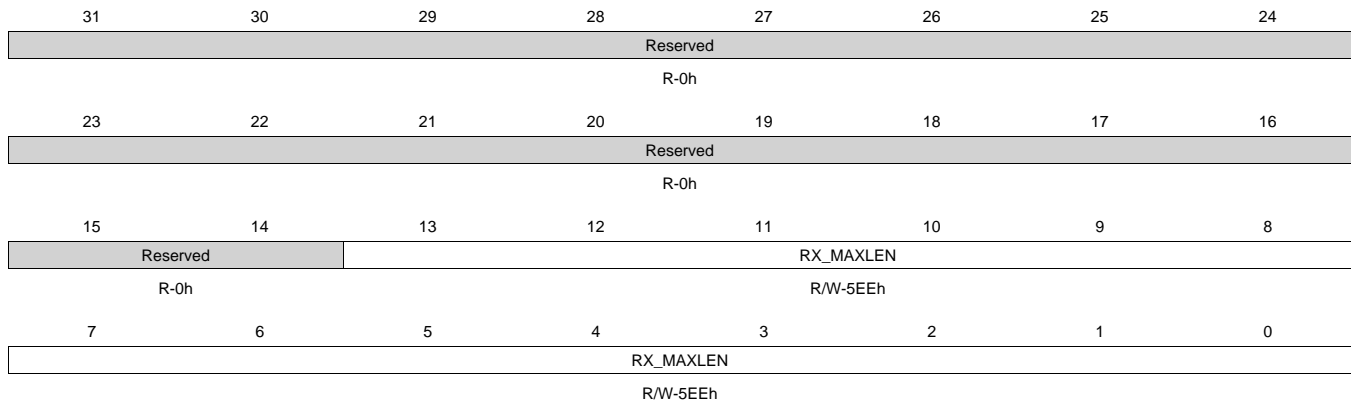 31 30 29 28 27 26 25 24
Reserved
R-0h
23 22 21 20 19 18 17 16
Reserved
R-0h
15 14 13 12 11 10 9 8
Reserved RX_MAXLEN
R-0h R/W-5EEh
7 6 5 4 3 2 1 0
RX_MAXLEN
R/W-5EEh